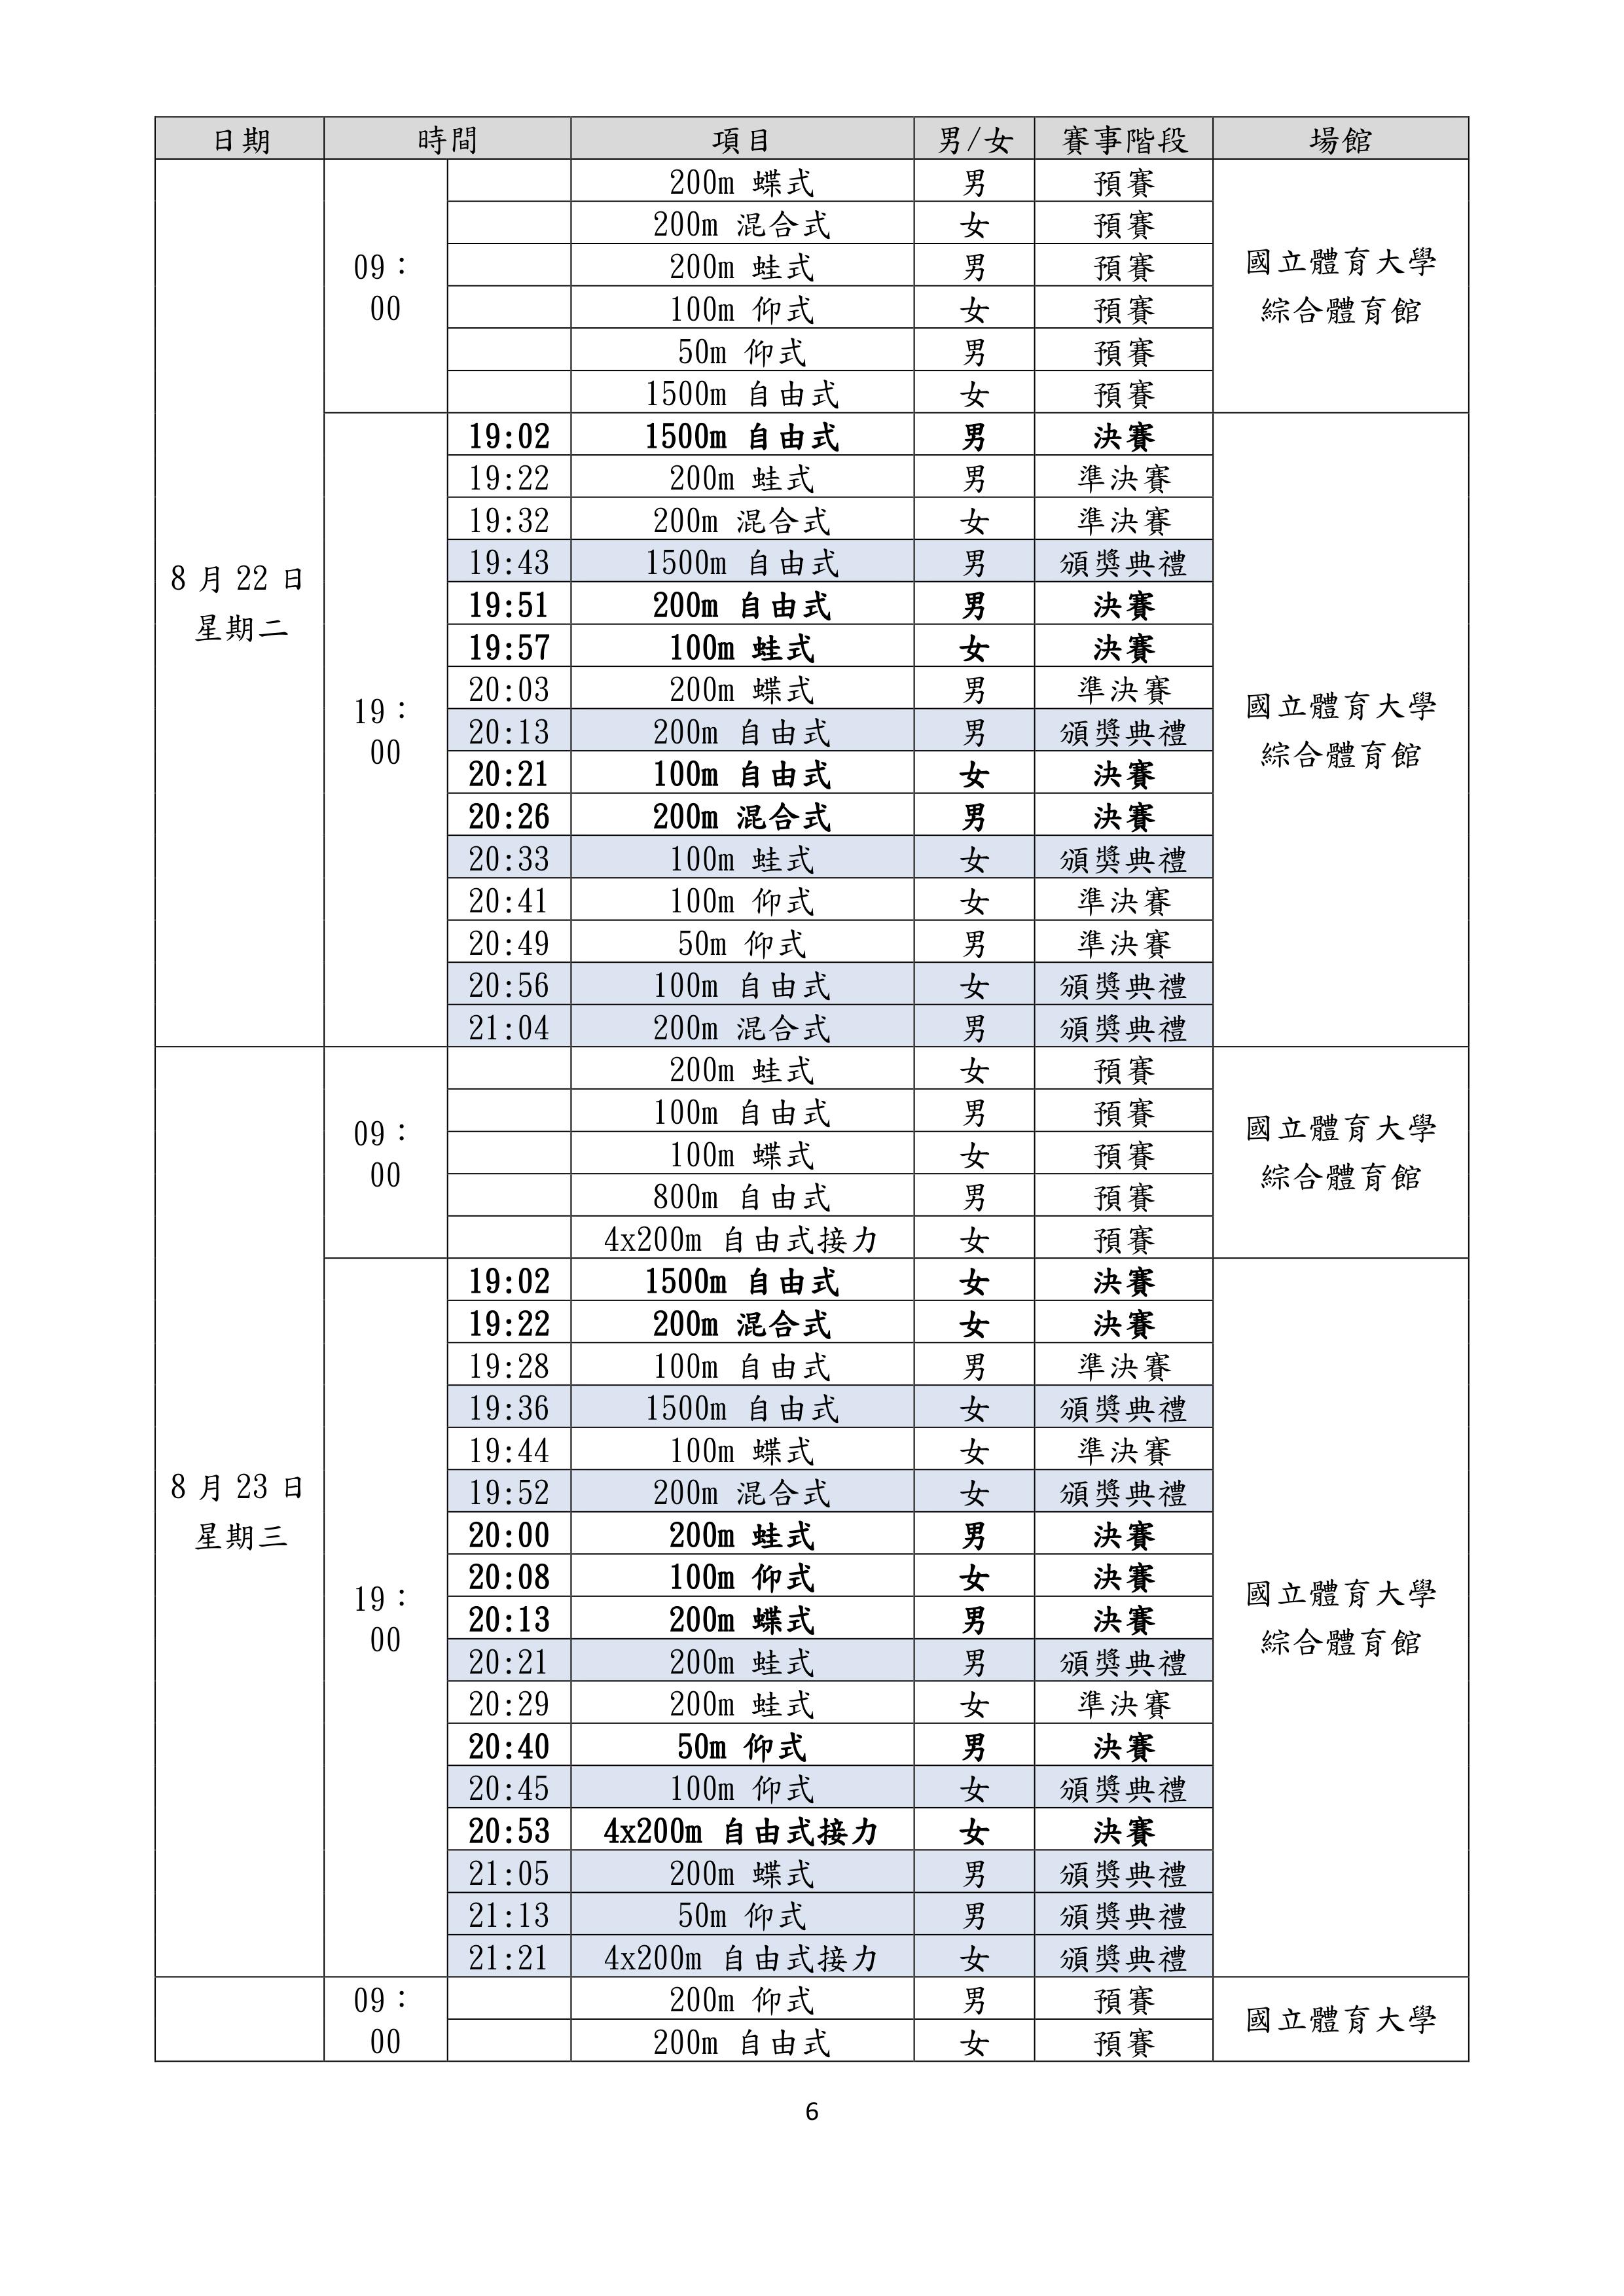 日期 時間 項目 男/女 賽事階段 場館
200m 蝶式 男 預賽
200m 混合式 女 預賽
09：00 200m 蛙式 男 預賽 國立體育大學
100m 仰式 女 預賽 綜合體育館
50m 仰式 男 預賽
1500m 自由式 女 預賽
19:02 1500m 自由式 男 決賽
19:22 200m 蛙式 男 準決賽
19:32 200m 混合式 女 準決賽
8 月 22 日 19:43 1500m 自由式 男 頒獎典禮
星期二 19:51 200m 自由式 男 決賽
19:57 100m 蛙式 女 決賽
20:03 200m 蝶式 男 準決賽
19：00 20:13 200m 自由式 男 頒獎典禮 國立體育大學
20:21 100m 自由式 女 決賽 綜合體育館
20:26 200m 混合式 男 決賽
20:33 100m 蛙式 女 頒獎典禮
20:41 100m 仰式 女 準決賽
20:49 50m 仰式 男 準決賽
20:56 100m 自由式 女 頒獎典禮
21:04 200m 混合式 男 頒獎典禮
200m 蛙式 女 預賽
100m 自由式 男 預賽
09：00 100m 蝶式 女 預賽 國立體育大學
800m 自由式 男 預賽 綜合體育館
4x200m 自由式接力 女 預賽
19:02 1500m 自由式 女 決賽
19:22 200m 混合式 女 決賽
19:28 100m 自由式 男 準決賽
19:36 1500m 自由式 女 頒獎典禮
19:44 100m 蝶式 女 準決賽
8 月 23 日 19:52 200m 混合式 女 頒獎典禮
星期三 20:00 200m 蛙式 男 決賽
20:08 100m 仰式 女 決賽
19：00 20:13 200m 蝶式 男 決賽 國立體育大學
20:21 200m 蛙式 男 頒獎典禮 綜合體育館
20:29 200m 蛙式 女 準決賽
20:40 50m 仰式 男 決賽
20:45 100m 仰式 女 頒獎典禮
20:53 4x200m 自由式接力 女 決賽
21:05 200m 蝶式 男 頒獎典禮
21:13 50m 仰式 男 頒獎典禮
21:21 4x200m 自由式接力 女 頒獎典禮
09：00 200m 仰式 男 預賽 國立體育大學
200m 自由式 女 預賽
6